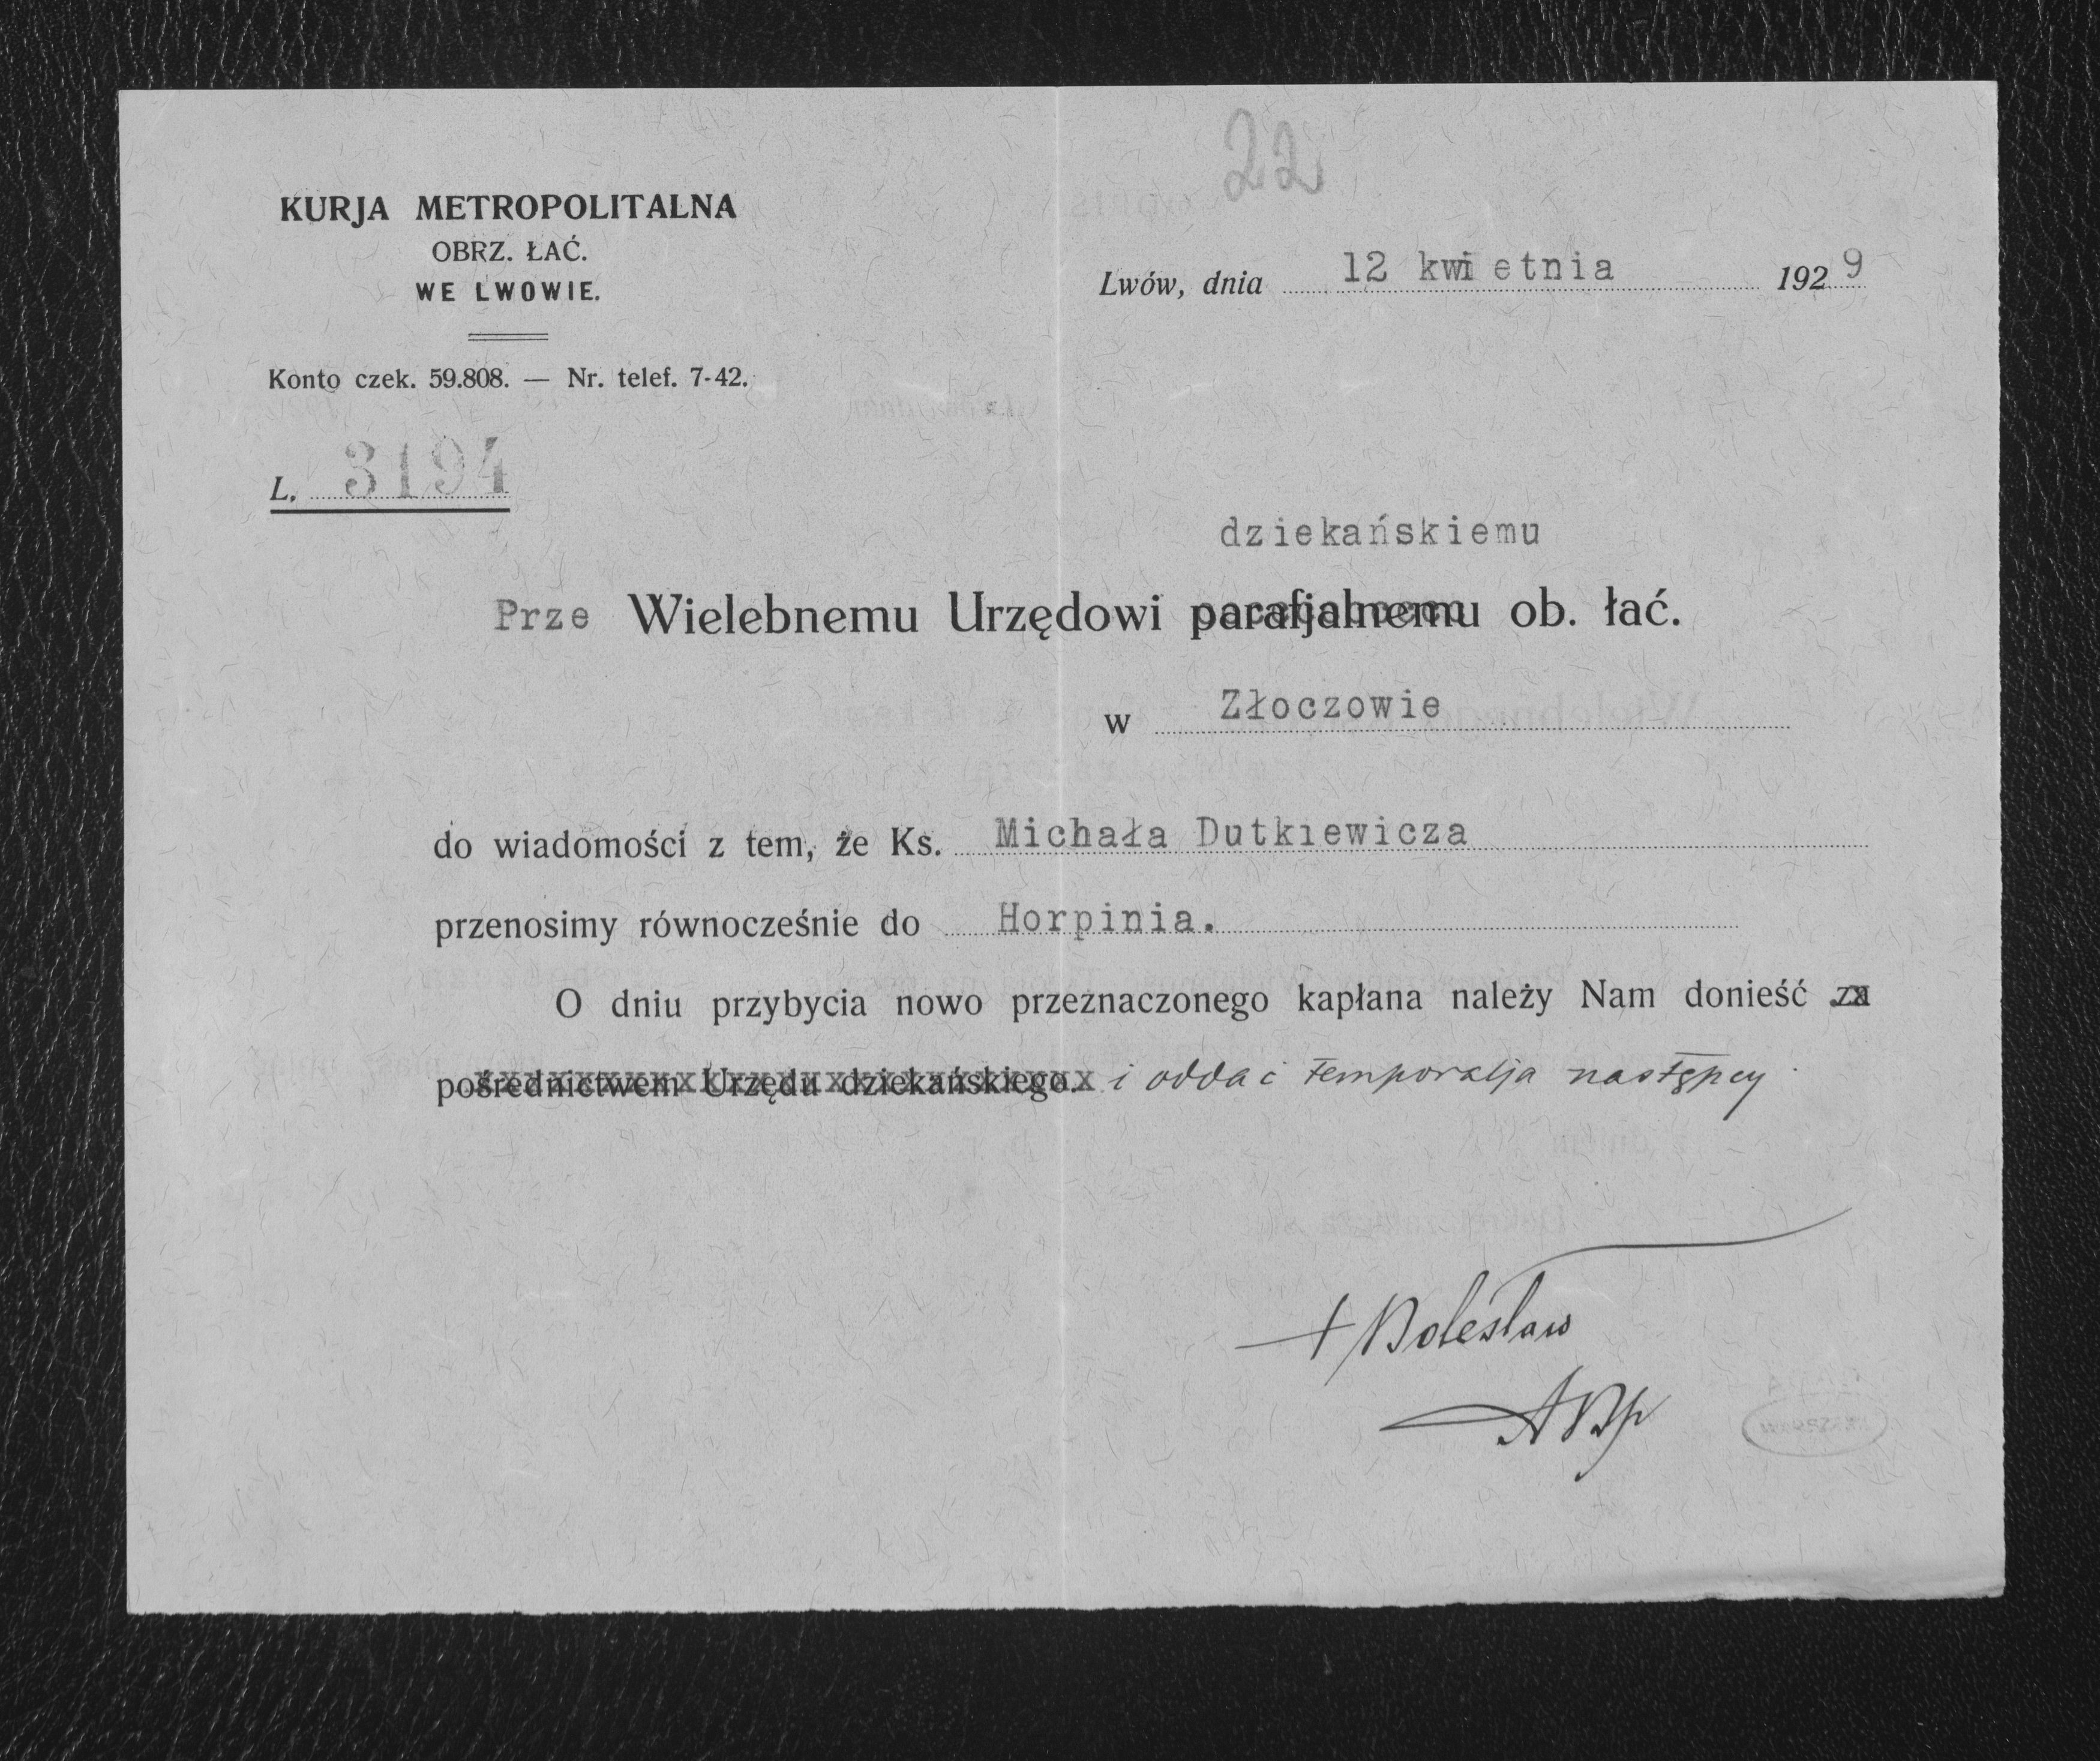 22
KURJA METROPOLITALNA
OBRZ. ŁAĆ.
WE LWOWIE.
Lwów, dnia 12 kwietnia 1929
Konto czek. 59.808. — Nr. telef. 7-42.
L. 3194
dziekańskiemu
Prze Wielebnemu Urzędowi parafjalnemu ob. łać.
w Złoczowie
do wiadomości z tem, że Ks. Michała Dutkiewicza
przenosimy równocześnie do Horpinia.
O dniu przybycia nowo przeznaczonego kapłana należy Nam donieść za
pośrednictwem Urzędu dziekańskiego. i oddać temporalja następcy
+ Bolesław
ABp